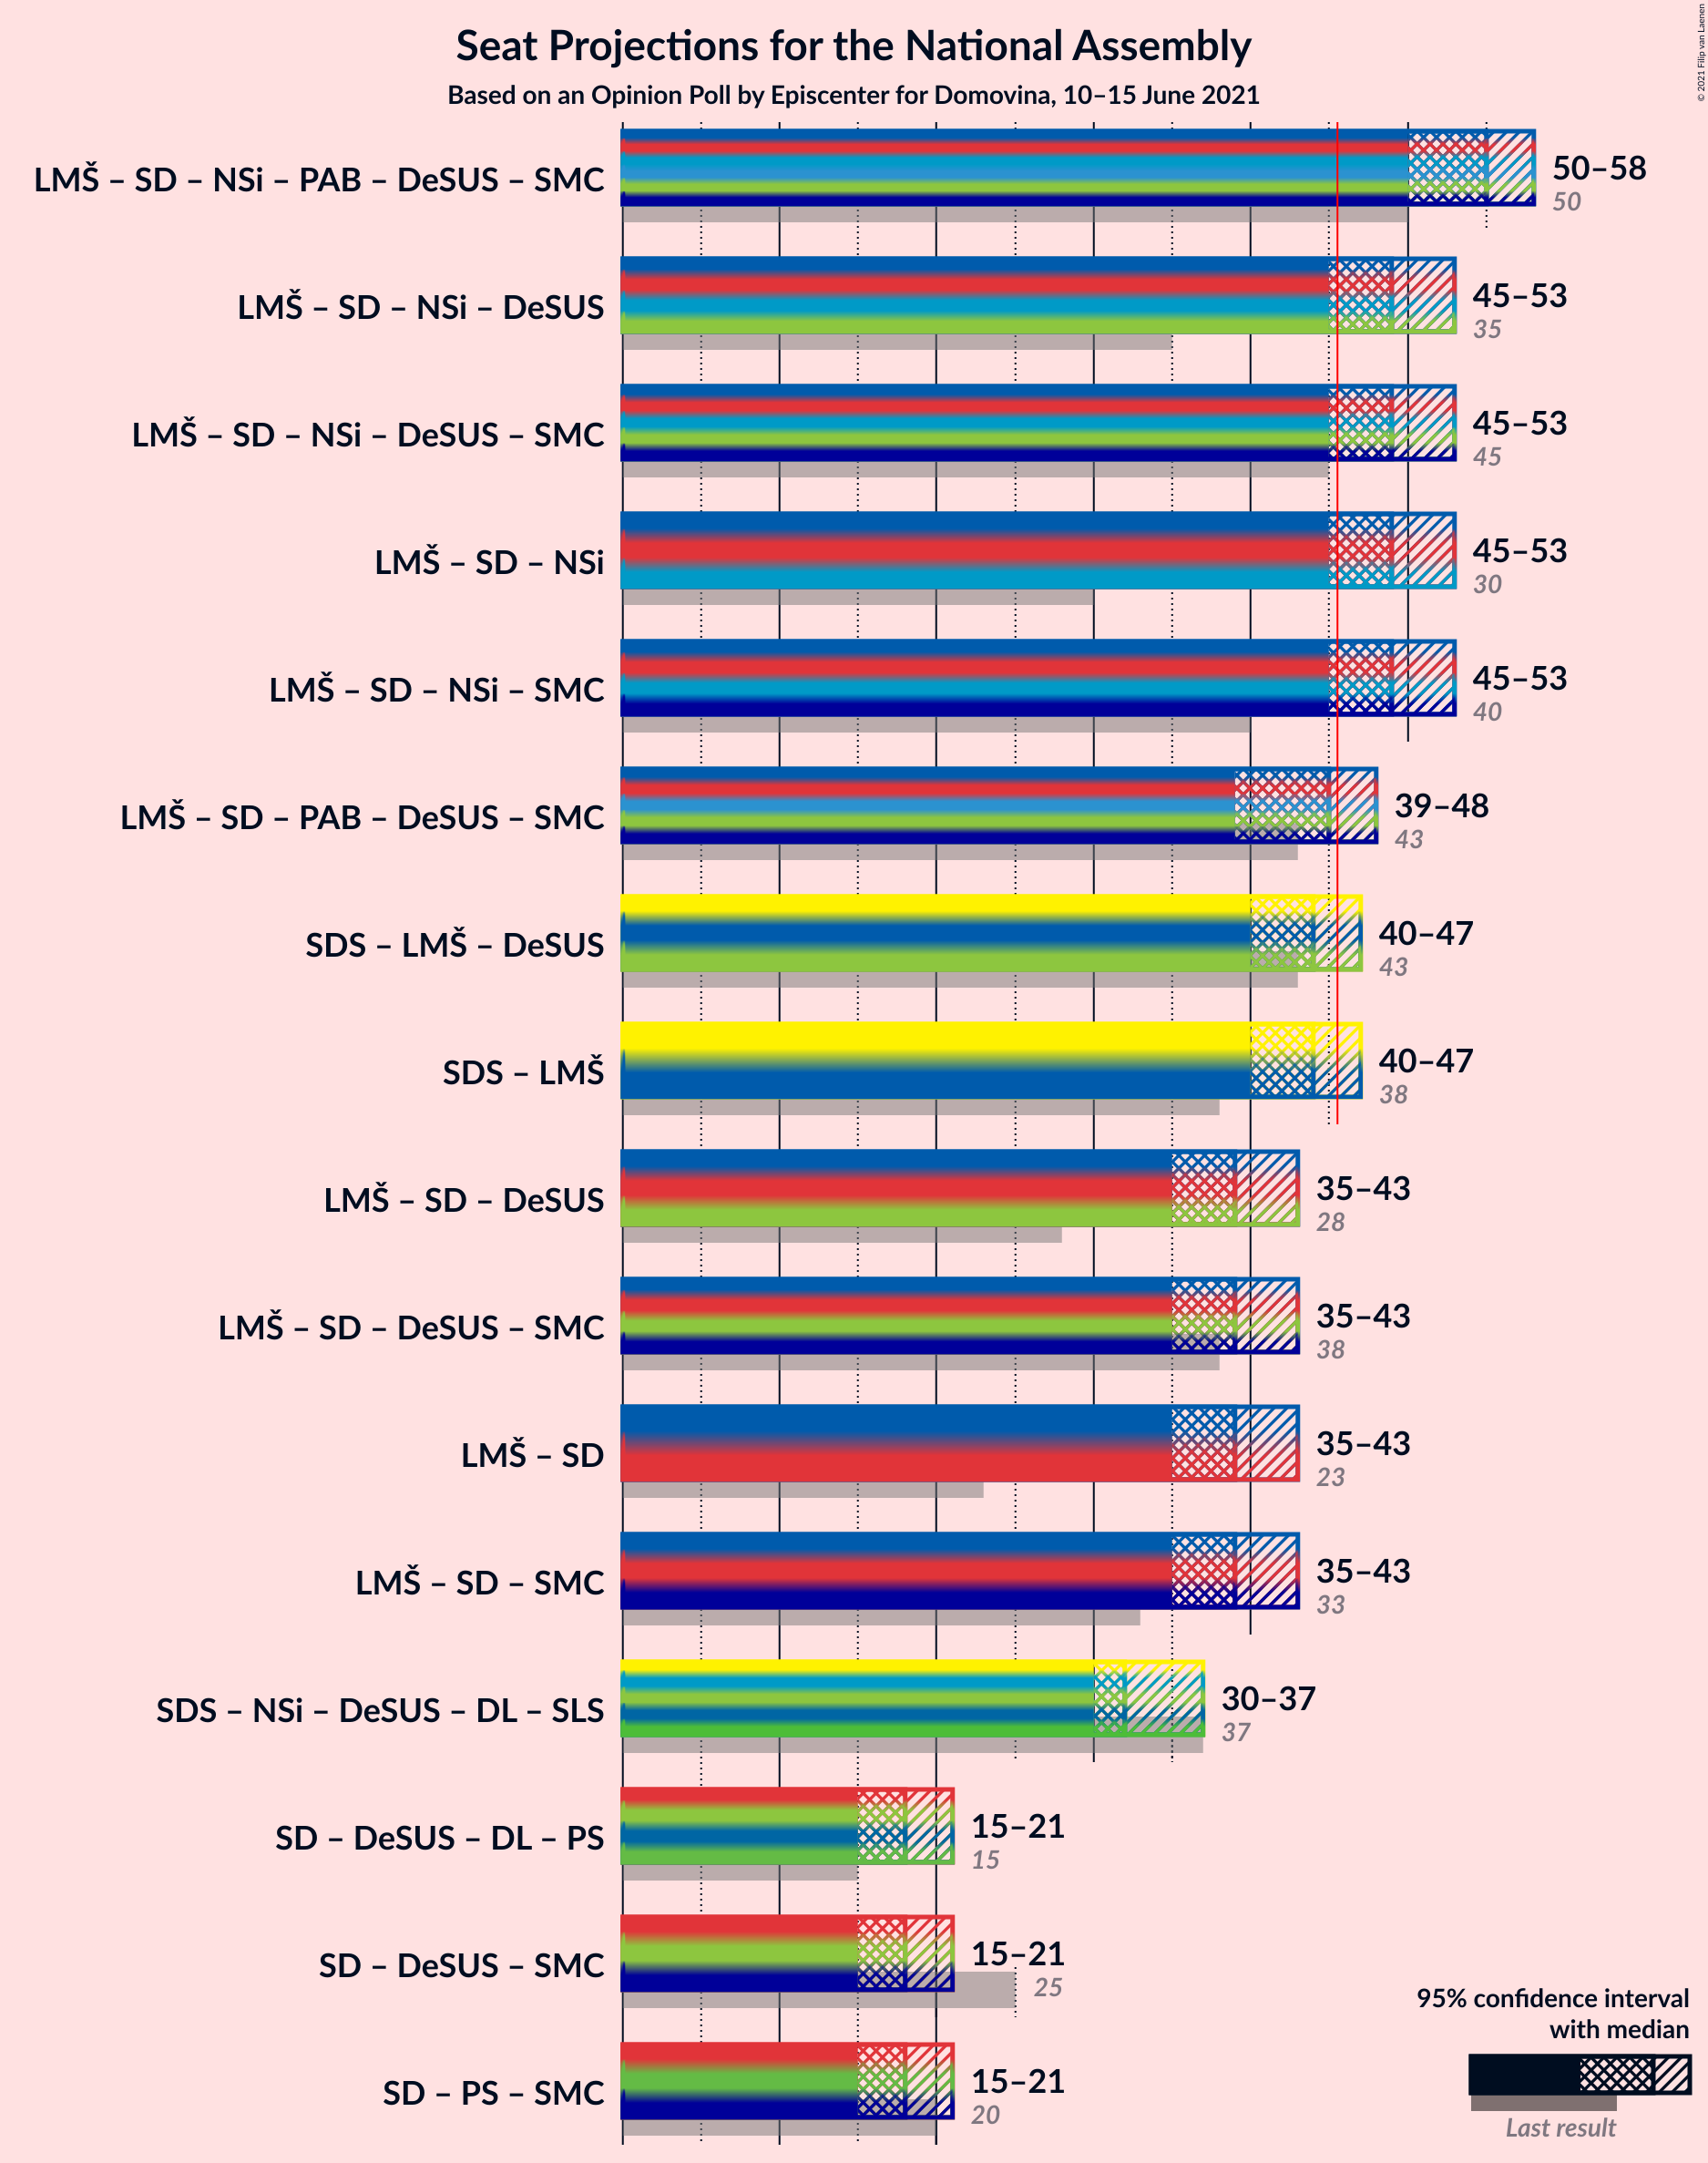 Seat Projections for the National Assembly
Based on an Opinion Poll by Episcenter for Domovina, 10–15 June 2021
© 2021 Filip van Laenen
LMŠ – SD – NSi – PAB – DeSUS – SMC
50–58
50
LMŠ – SD – NSi – DeSUS
45–53
35
LMŠ – SD – NSi – DeSUS – SMC
45–53
45
LMŠ – SD – NSi
45–53
30
LMŠ – SD – NSi – SMC
45–53
40
LMŠ – SD – PAB – DeSUS – SMC
39–48
43
SDS – LMŠ – DeSUS
40–47
43
SDS – LMŠ
40–47
38
LMŠ – SD – DeSUS
35–43
28
LMŠ – SD – DeSUS – SMC
35–43
38
LMŠ – SD
35–43
23
LMŠ – SD – SMC
35–43
33
SDS – NSi – DeSUS – DL – SLS
30–37
37
SD – DeSUS – DL – PS
15–21
15
SD – DeSUS – SMC
15–21
25
SD – PS – SMC
15–21
20
95% confidence interval
with median
Last result